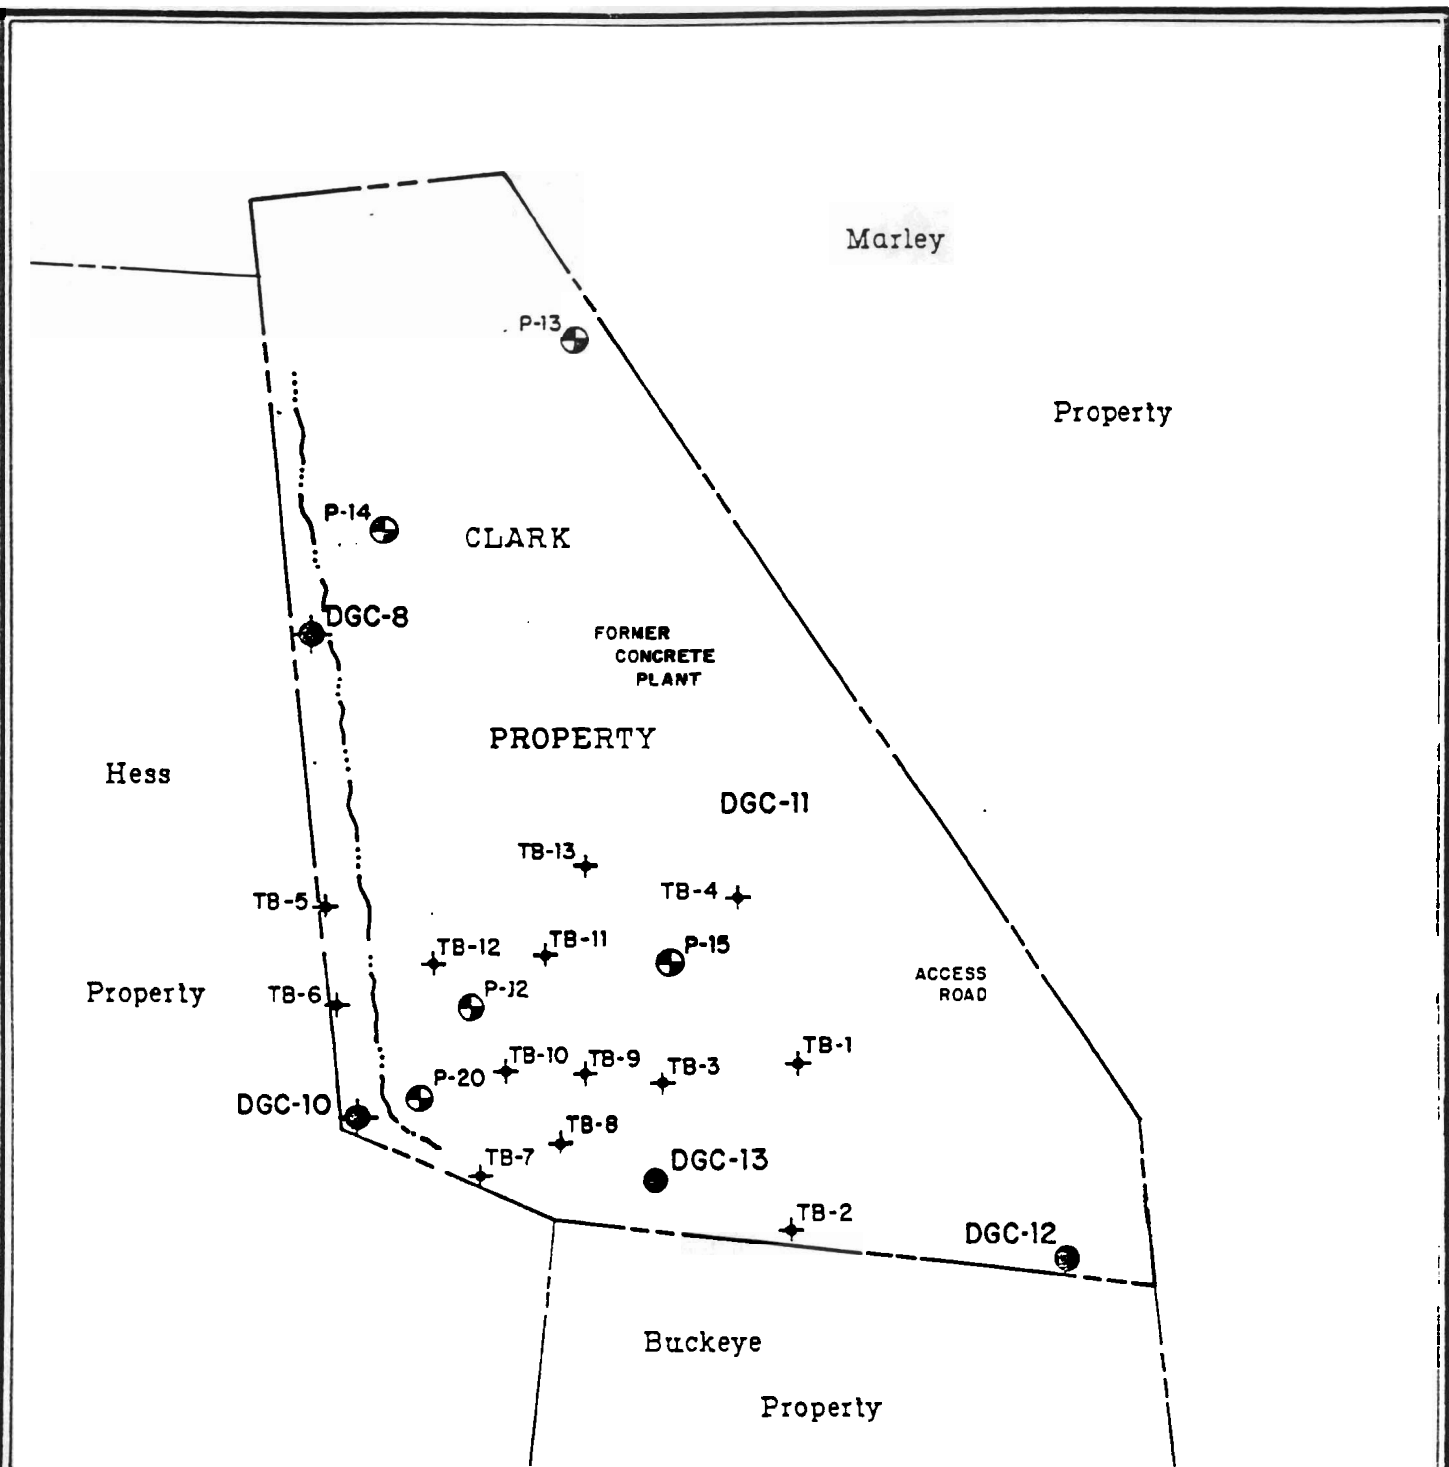 Marley
P-13
Property
P-14
CLARK
DGC-8
FORMER
CONCRETE
PLANT
PROPERTY
Hess
DGC-11
TB-13
TB-4
TB-5
TB-12
TB-11
P-15
ACCESS
ROAD
Property
TB-6
P-12
TB-1
TB-10
TB-9
TB-3
P-20
DGC-10
TB-8
TB-7
DGC-13
TB-2
DGC-12
Buckeye
Property